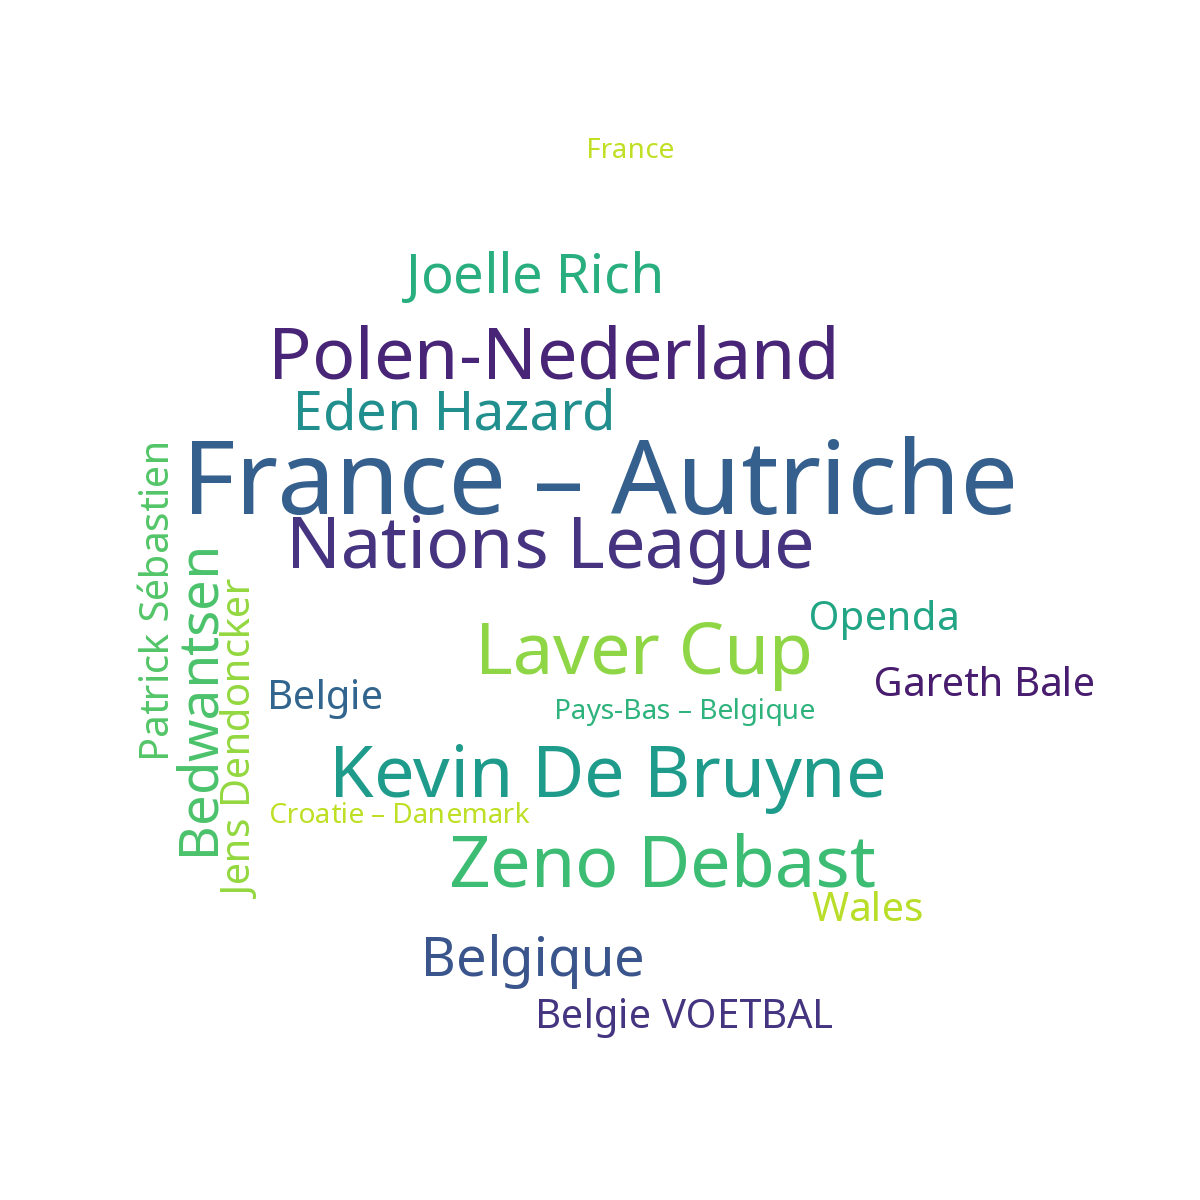 France
Joelle Rich
Polen-Nederland
Eden Hazard
France – Autriche
Nations League
Patrick Sébastien
Bedwantsen
Jens Dendoncker
Openda
Laver Cup
Gareth Bale
Belgie
Pays-Bas – Belgique
Kevin De Bruyne
Croatie – Danemark
Zeno Debast
Wales
Belgique
Belgie VOETBAL